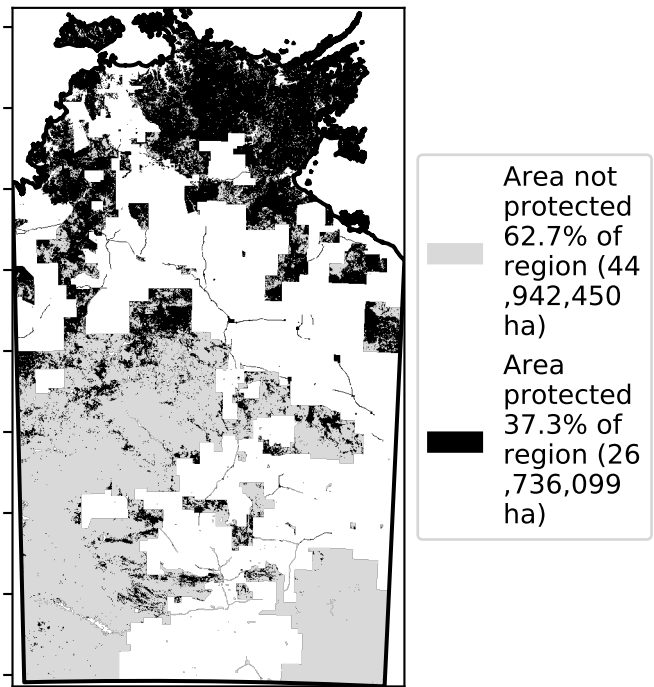 Area not
protected
62.7% of
region (44
,942,450
ha)
Area
protected
37.3% of
region (26
,736,099
ha)